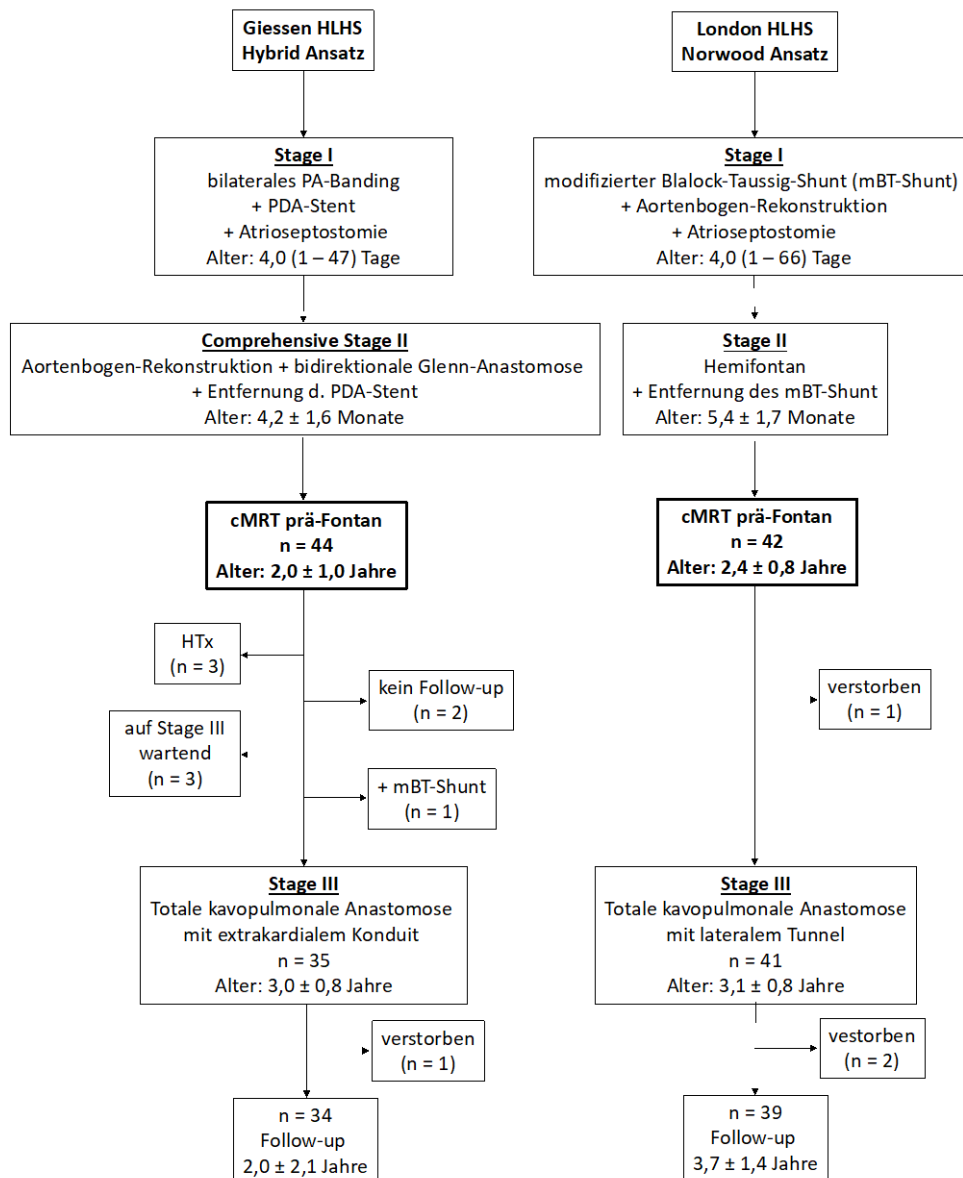 Giessen HLHS
Hybrid Ansatz
Stage I
bilaterales PA-Banding
+ PDA-Stent
+ Atrioseptostomie
Alter: 4,0 (1 – 47) Tage
Comprehensive Stage II
Aortenbogen-Rekonstruktion + bidirektionale Glenn-Anastomose
+ Entfernung d. PDA-Stent
Alter: 4,2 ± 1,6 Monate
cMRT prä-Fontan
n = 44
Alter: 2,0 ± 1,0 Jahre
HTx
(n = 3)
kein Follow-up
(n = 2)
auf Stage III
wartend
(n = 3)
+ mBT-Shunt
(n = 1)
Stage III
Totale kavopulmonale Anastomose
mit extrakardialem Konduit
n = 35
Alter: 3,0 ± 0,8 Jahre
verstorben
(n = 1)
n = 34
Follow-up
2,0 ± 2,1 Jahre
London HLHS
Norwood Ansatz
Stage I
modifizierter Blalock-Taussig-Shunt (mBT-Shunt)
+ Aortenbogen-Rekonstruktion
+ Atrioseptostomie
Alter: 4,0 (1 – 66) Tage
Stage II
Hemifontan
+ Entfernung des mBT-Shunt
Alter: 5,4 ± 1,7 Monate
cMRT prä-Fontan
n = 42
Alter: 2,4 ± 0,8 Jahre
verstorben
(n = 1)
Stage III
Totale kavopulmonale Anastomose
mit lateralem Tunnel
n = 41
Alter: 3,1 ± 0,8 Jahre
vestorben
(n = 2)
n = 39
Follow-up
3,7 ± 1,4 Jahre